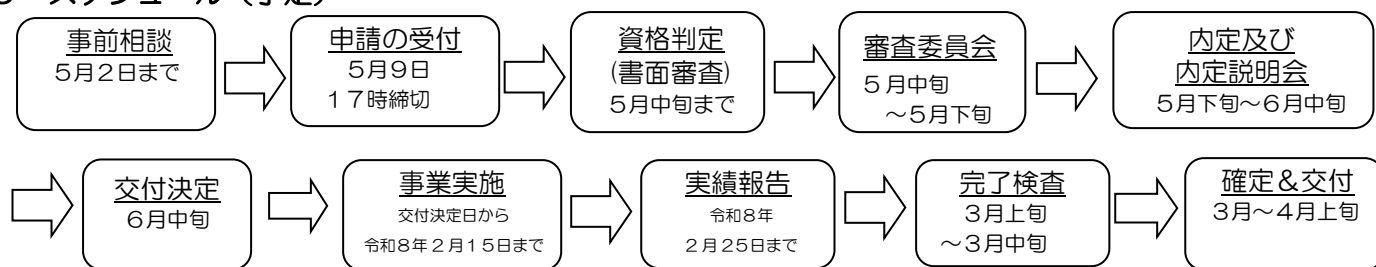 スケジュール（予定）
事前相談
５月２日まで
申請の受付
５月９日
１７時締切
資格判定
(書面審査)
５月中旬まで
審査委員会
５月中旬
～５月下旬
内定及び
内定説明会
５月下旬～６月中旬
交付決定
６月中旬
事業実施
交付決定日から
令和８年２月１５日まで
実績報告
令和８年
２月２５日まで
完了検査
３月上旬
～３月中旬
確定＆交付
３月～４月上旬